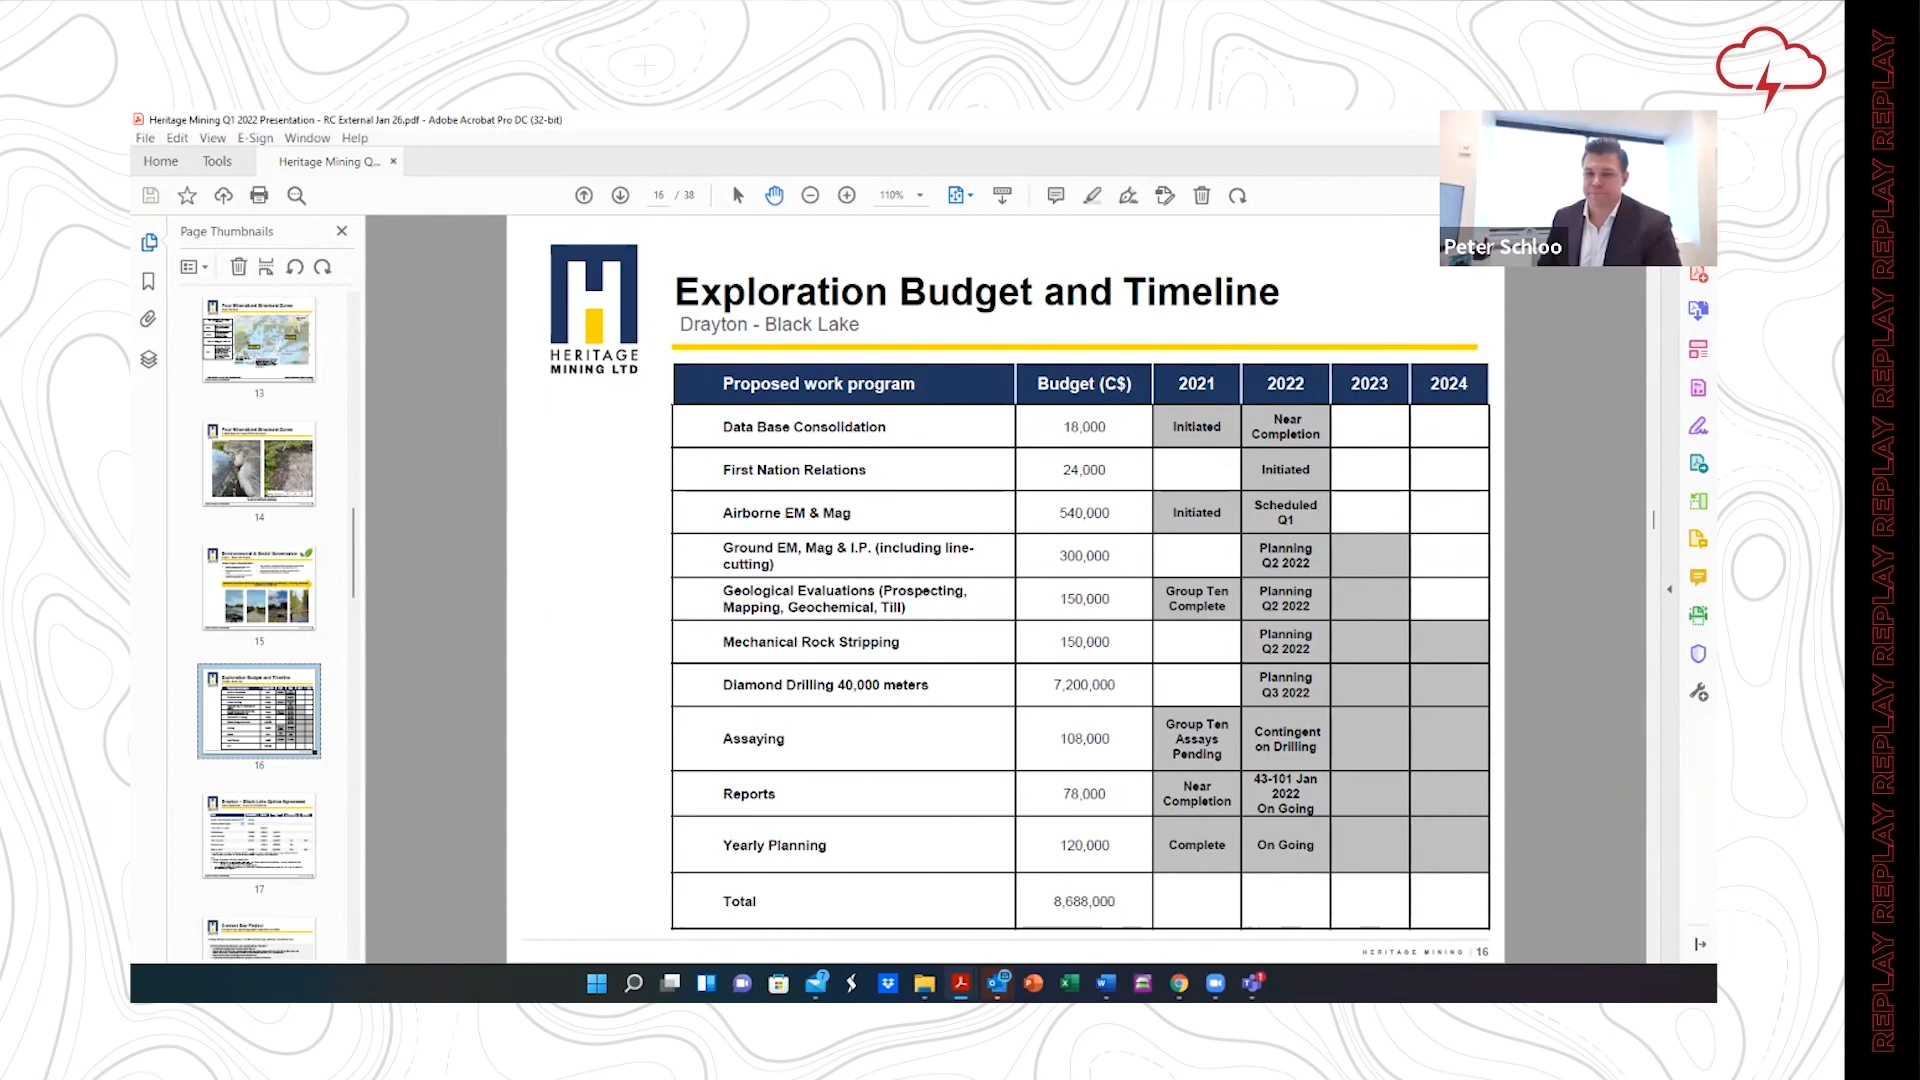 Heritage Mining Q1 2022 Presentation - RC External Jan 26.pdf - Adobe Acrobat Pro DC (32-bit)
File Edit View E-Sign Window Help
Home Tools Heritage Mining Q... ×
16 / 38 110%
Page Thumbnails
13
14
15
16
17
Peter Schloo
HERITAGE
MINING LTD
Exploration Budget and Timeline
Drayton - Black Lake
Proposed work program Budget (C$) 2021 2022 2023 2024
Data Base Consolidation 18,000 Initiated Near
Completion
First Nation Relations 24,000 Initiated
Airborne EM & Mag 540,000 Initiated Scheduled
Q1
Ground EM, Mag & I.P. (including line-
cutting) 300,000 Planning
Q2 2022
Geological Evaluations (Prospecting,
Mapping, Geochemical, Till) 150,000 Group Ten
Complete Planning
Q2 2022
Mechanical Rock Stripping 150,000 Planning
Q2 2022
Diamond Drilling 40,000 meters 7,200,000 Planning
Q3 2022
Assaying 108,000 Group Ten
Assays
Pending Contingent
on Drilling
Reports 78,000 Near
Completion 43-101 Jan
2022
On Going
Yearly Planning 120,000 Complete On Going
Total 8,688,000
HERITAGE MINING | 16
REPLAY REPLAY REPLAY REPLAY REPLAY REPLAY REPLAY REPLAY REPLAY REPLAY REPLAY REPLAY